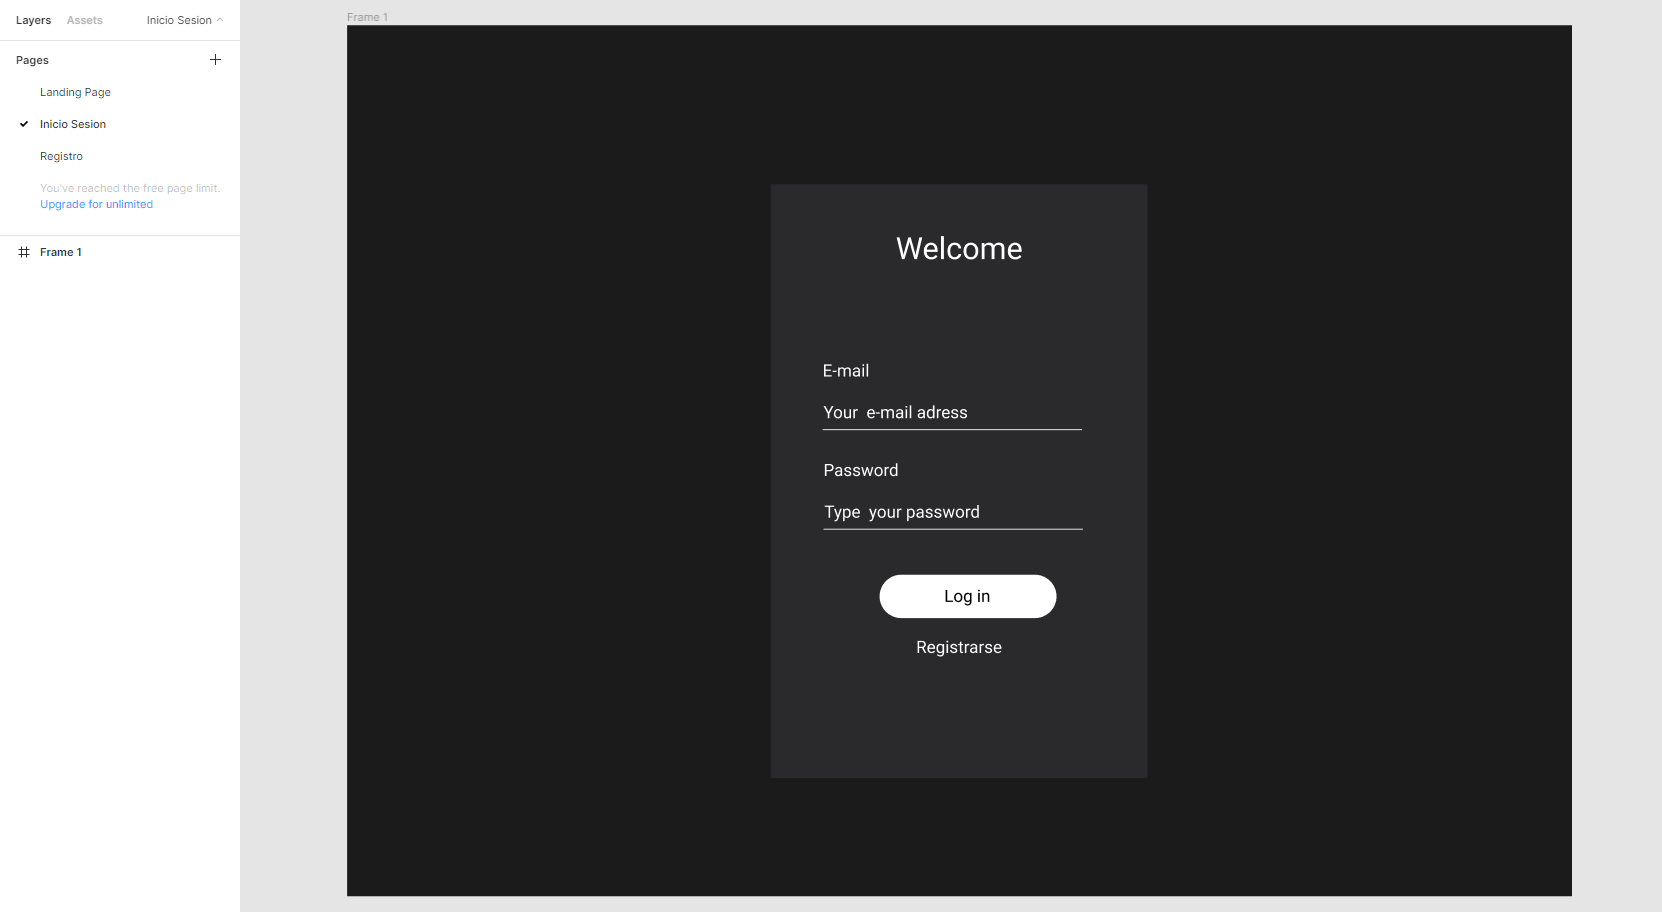 Layers Assets Inicio Sesion
Pages
Landing Page
Inicio Sesion
Registro
You've reached the free page limit.
Upgrade for unlimited
Frame 1
Frame 1
Welcome
E-mail
Your e-mail adress
Password
Type your password
Log in
Registrarse